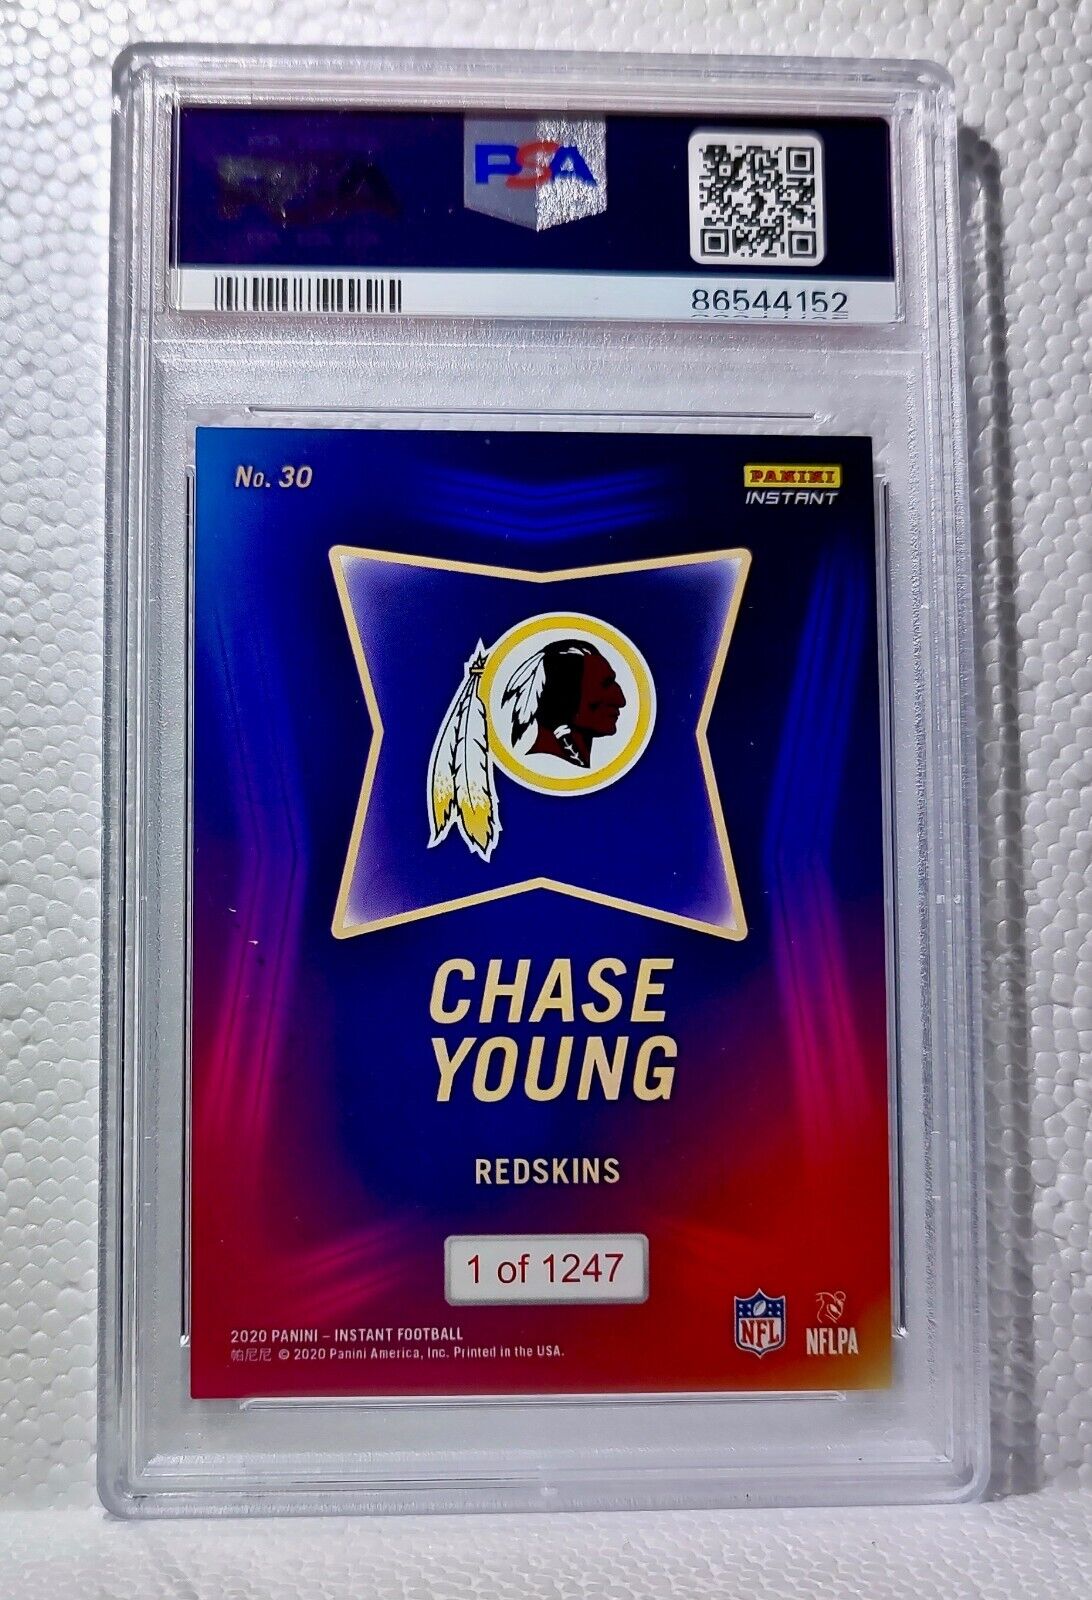 PSA
86544152
No. 30
PANINI
INSTANT
CHASE
YOUNG
REDSKINS
1 of 1247
NFL
NFLPA
2020 PANINI – INSTANT FOOTBALL
帕尼尼 © 2020 Panini America, Inc. Printed in the USA.